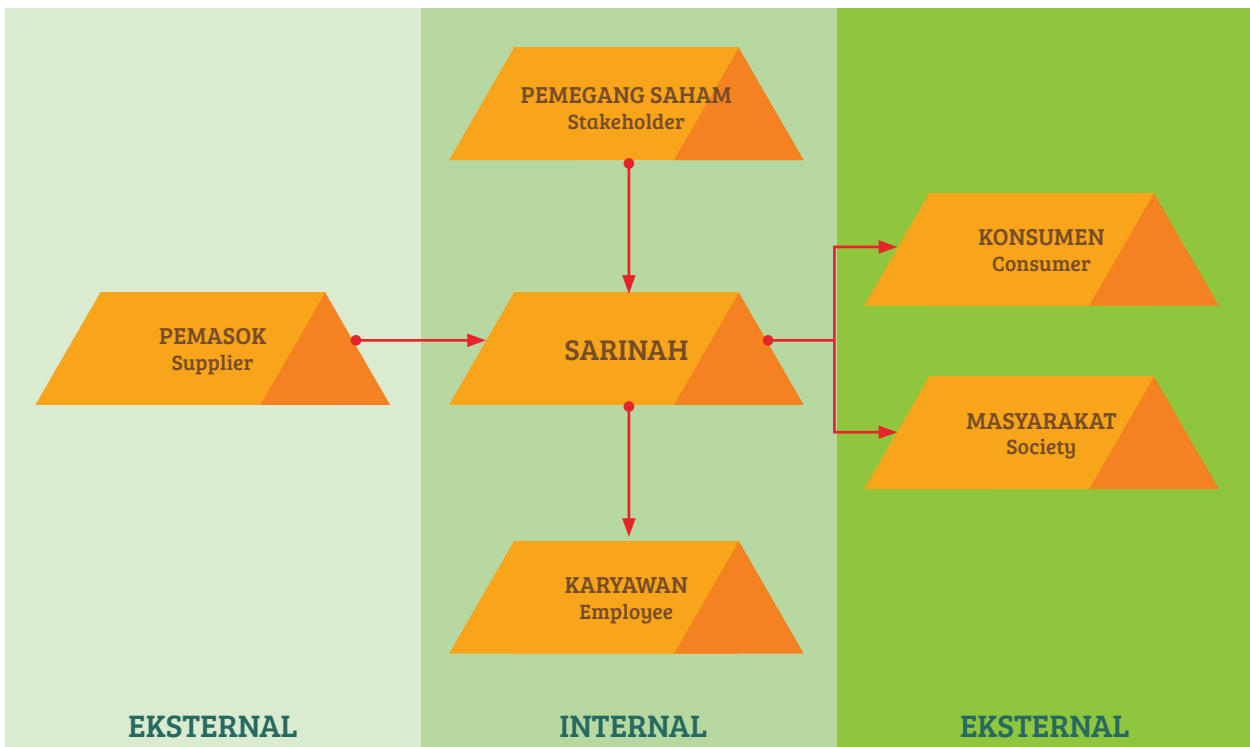 PEMEGANG SAHAM
Stakeholder
KONSUMEN
Consumer
PEMASOK
Supplier
SARINAH
MASYARAKAT
Society
KARYAWAN
Employee
EKSTERNAL
INTERNAL
EKSTERNAL